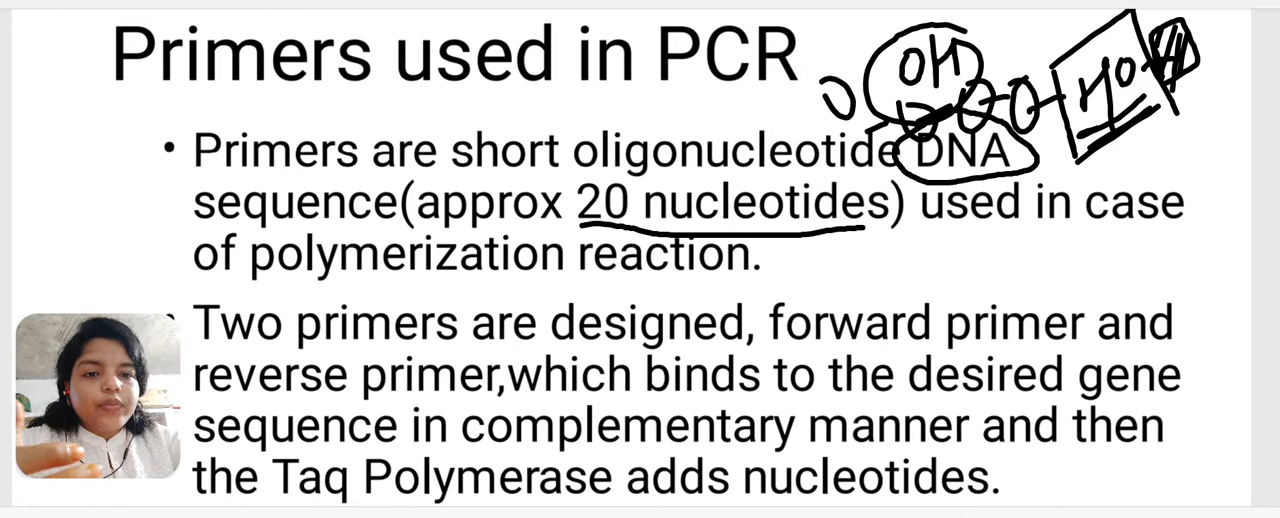 Primers used in PCR
OH
HO
• Primers are short oligonucleotide DNA
sequence(approx 20 nucleotides) used in case
of polymerization reaction.
Two primers are designed, forward primer and
reverse primer,which binds to the desired gene
sequence in complementary manner and then
the Taq Polymerase adds nucleotides.